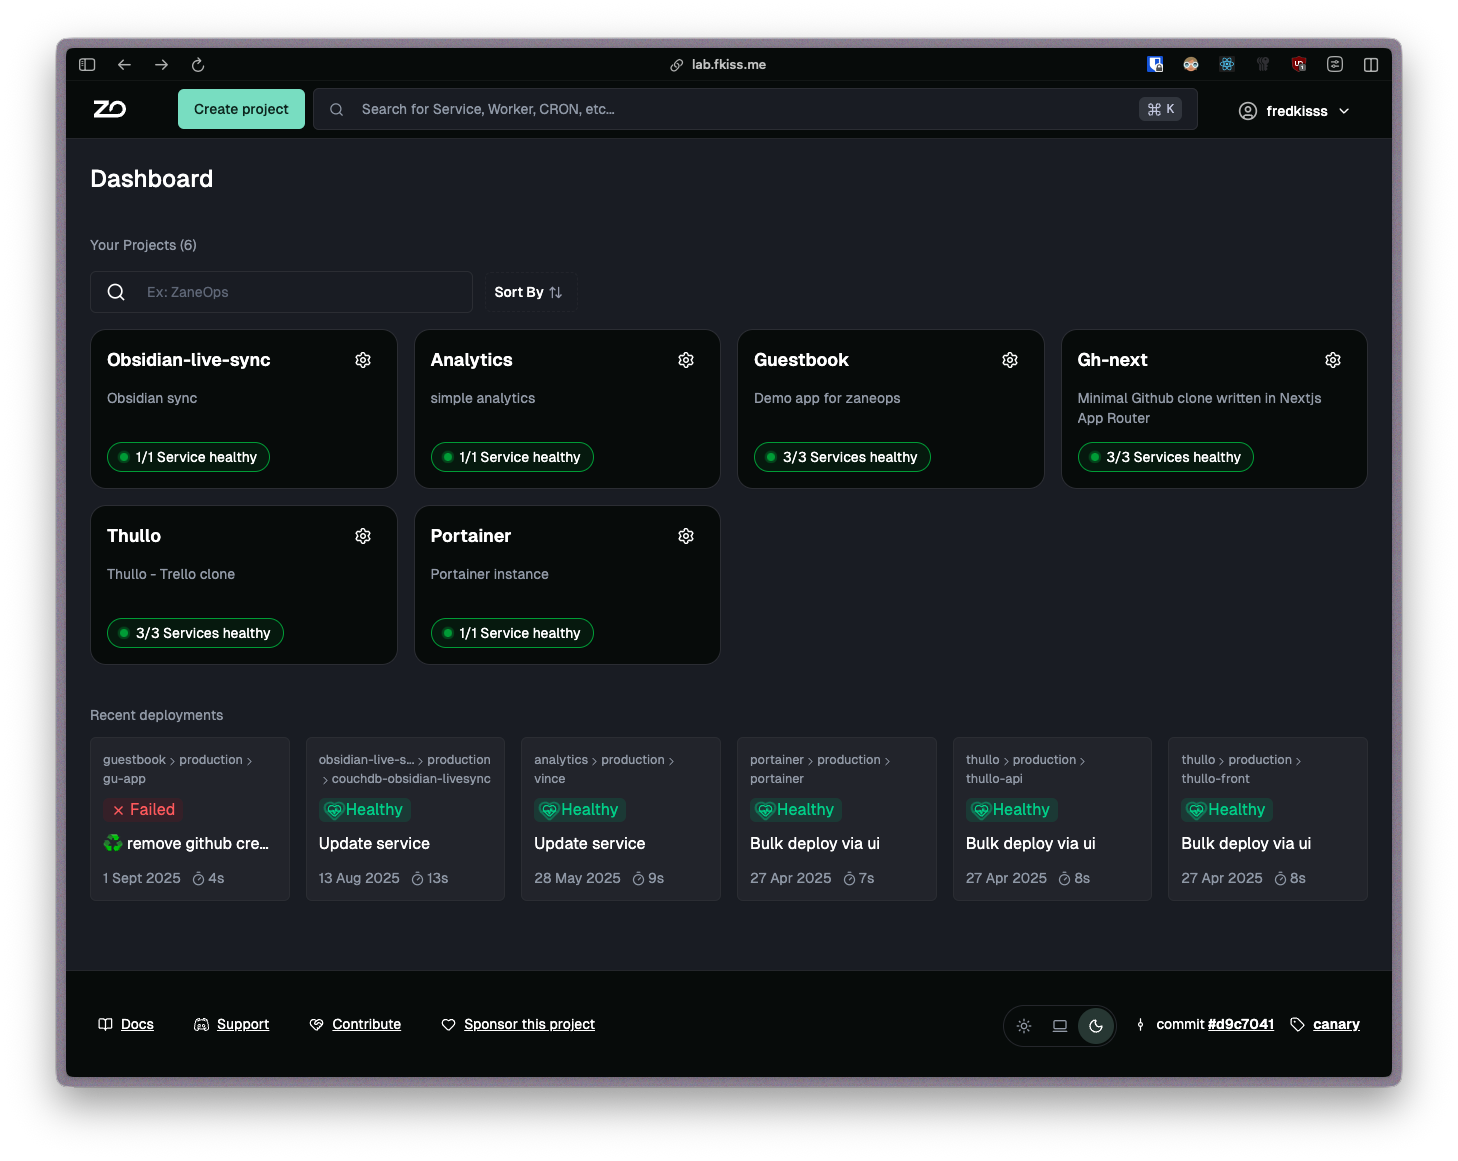 lab.fkiss.me
ZO
Create project
Search for Service, Worker, CRON, etc...
⌘ K
fredkisss
Dashboard
Your Projects (6)
Ex: ZaneOps
Sort By
Obsidian-live-sync
Obsidian sync
1/1 Service healthy
Analytics
simple analytics
1/1 Service healthy
Guestbook
Demo app for zaneops
3/3 Services healthy
Gh-next
Minimal Github clone written in Nextjs
App Router
3/3 Services healthy
Thullo
Thullo - Trello clone
3/3 Services healthy
Portainer
Portainer instance
1/1 Service healthy
Recent deployments
guestbook > production >
gu-app
Failed
♻️ remove github cre...
1 Sept 2025 4s
obsidian-live-s... > production
> couchdb-obsidian-livesync
Healthy
Update service
13 Aug 2025 13s
analytics > production >
vince
Healthy
Update service
28 May 2025 9s
portainer > production >
portainer
Healthy
Bulk deploy via ui
27 Apr 2025 7s
thullo > production >
thullo-api
Healthy
Bulk deploy via ui
27 Apr 2025 8s
thullo > production >
thullo-front
Healthy
Bulk deploy via ui
27 Apr 2025 8s
Docs
Support
Contribute
Sponsor this project
commit #d9c7041
canary